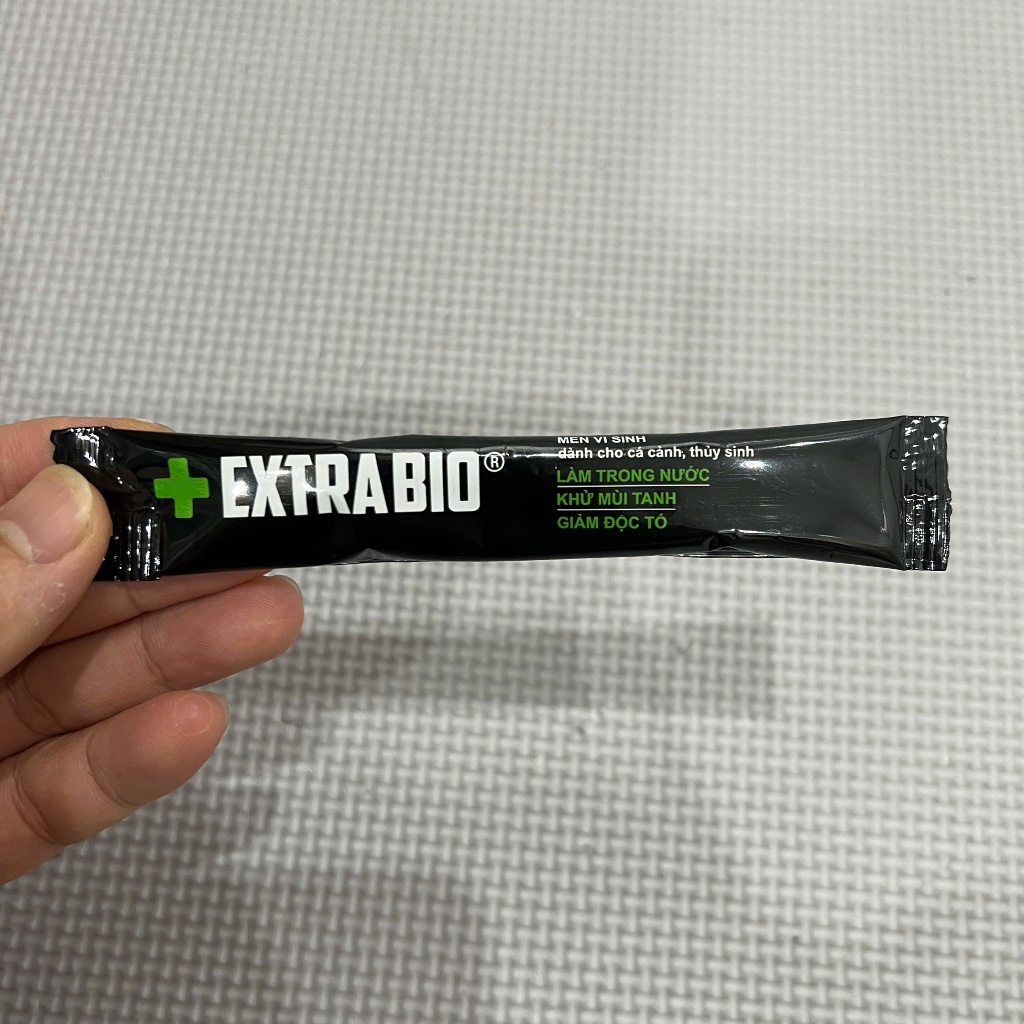 EXTRABIO®
MEN VI SINH
dành cho cá cảnh, thủy sinh
LÀM TRONG NƯỚC
KHỬ MÙI TANH
GIẢM ĐỘC TỐ